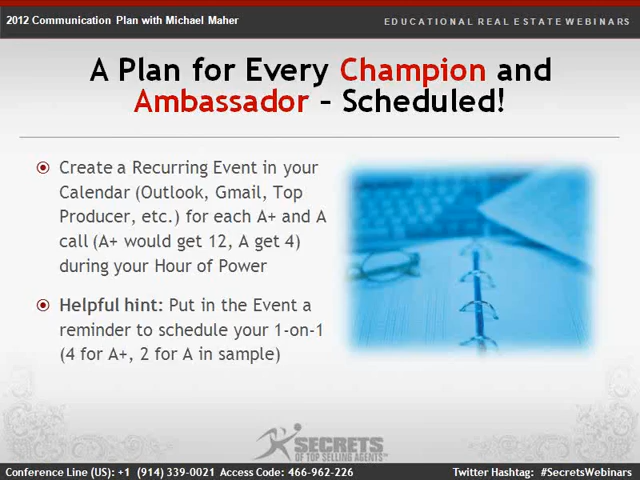 2012 Communication Plan with Michael Maher
EDUCATIONAL REAL ESTATE WEBINARS
A Plan for Every Champion and
Ambassador – Scheduled!
Create a Recurring Event in your
Calendar (Outlook, Gmail, Top
Producer, etc.) for each A+ and A
call (A+ would get 12, A get 4)
during your Hour of Power
Helpful hint: Put in the Event a
reminder to schedule your 1-on-1
(4 for A+, 2 for A in sample)
SECRETS
OF TOP SELLING AGENTS
Conference Line (US): +1 (914) 339-0021 Access Code: 466-962-226
Twitter Hashtag: #SecretsWebinars